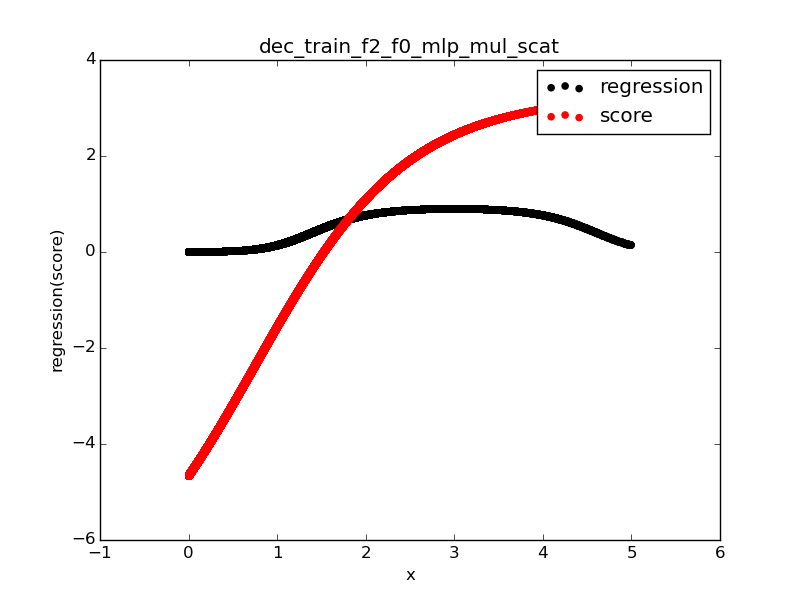 dec_train_f2_f0_mlp_mul_scat
regression
score
4
2
0
−2
−4
−6
regression(score)
−1 0 1 2 3 4 5 6
x